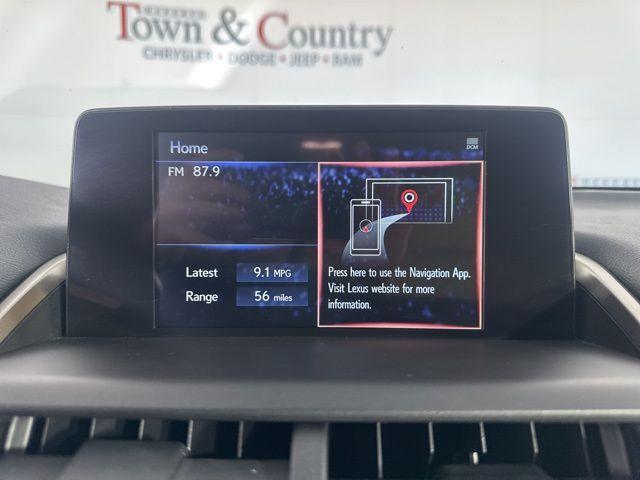 Town & Country
CHRYSLER • DODGE • JEEP • RAM
Home
DCM
FM 87.9
Latest 9.1 MPG
Range 56 miles
Press here to use the Navigation App.
Visit Lexus website for more
information.